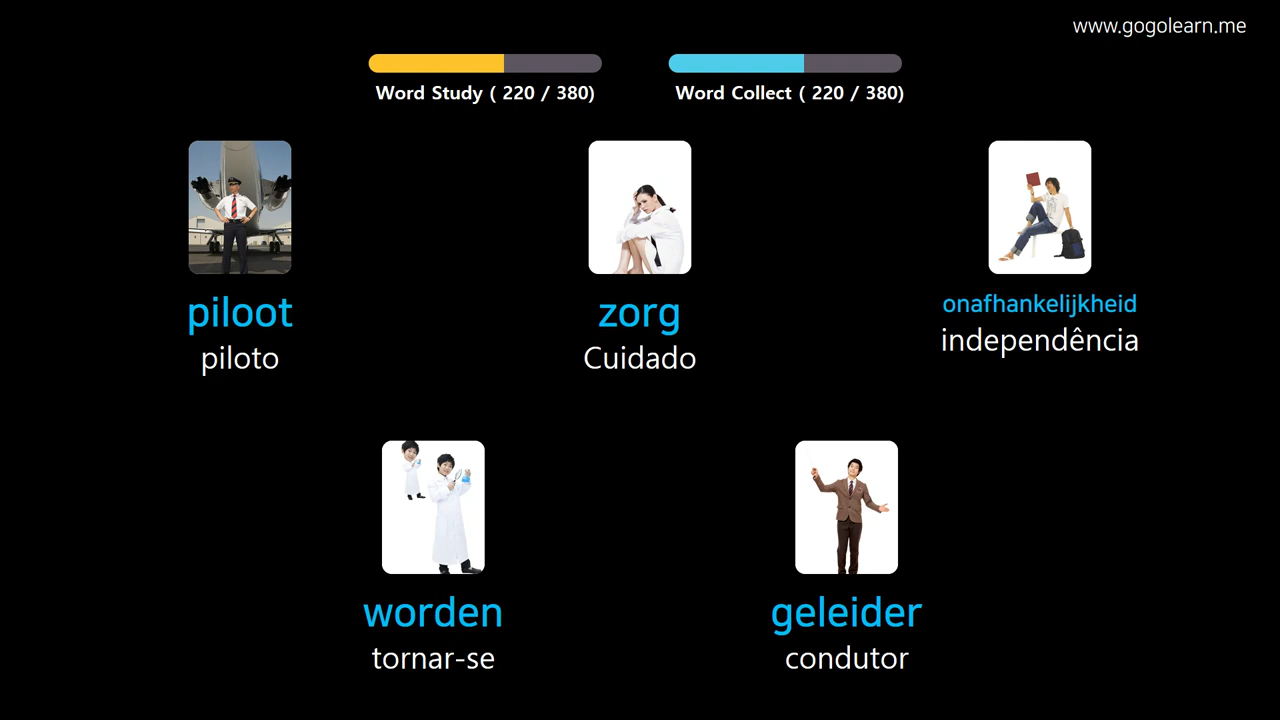 www.gogolearn.me
Word Study ( 220 / 380)
Word Collect ( 220 / 380)
piloot
piloto
zorg
Cuidado
onafhankelijkheid
independência
worden
tornar-se
geleider
condutor